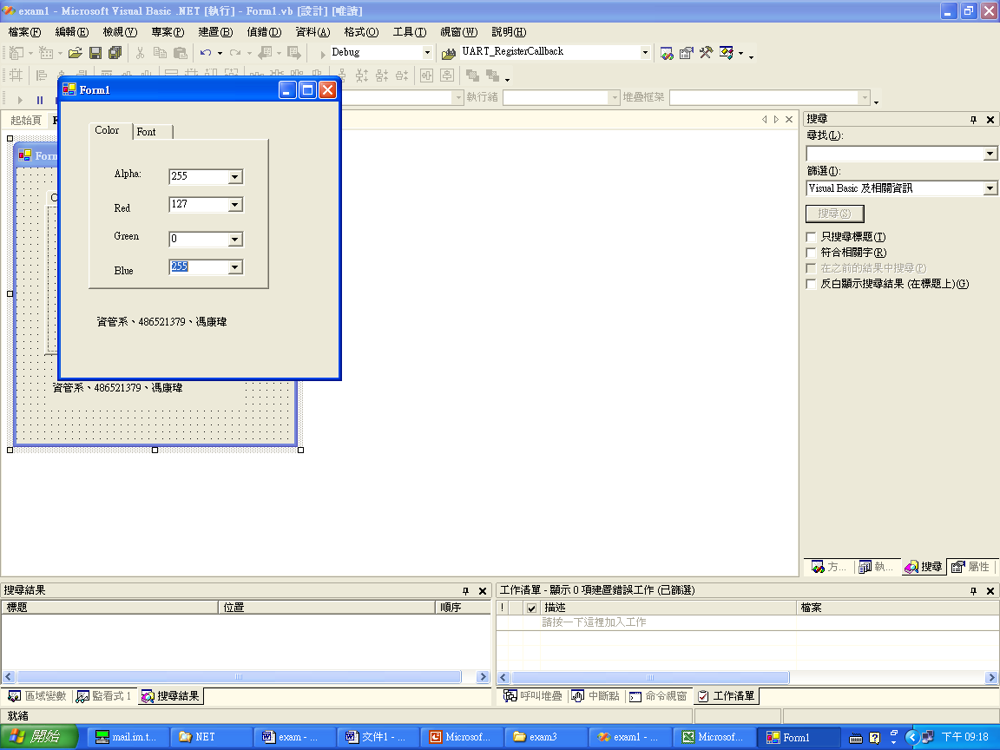 exam1 - Microsoft Visual Basic .NET [執行] - Form1.vb [設計] [唯讀]
檔案(F) 編輯(E) 檢視(V) 專案(P) 建置(B) 偵錯(D) 資料(A) 格式(O) 工具(T) 視窗(W) 說明(H)
Debug UART_RegisterCallback
執行緒 堆疊框架
起始頁
Form1
Color Font
Alpha: 255
Red 127
Green 0
Blue 255
資管系、486521379、馮康瑋
資管系、486521379、馮康瑋
搜尋
尋找(L):
篩選(I):
Visual Basic 及相關資訊
搜尋(S)
只搜尋標題(T)
符合相關字(R)
在之前的結果中搜尋(P)
反白顯示搜尋結果 (在標題上)(G)
方... 執... 搜尋 屬性
搜尋結果
標題 位置 順序
區域變數 監看式 1 搜尋結果
工作清單 - 顯示 0 項建置錯誤工作 (已篩選)
! 描述 檔案
請按一下這裡加入工作
呼叫堆疊 中斷點 命令視窗 工作清單
就緒
開始 mail.im.t... NET exam - ... 文件1 - ... Microsof... exam3 exam1 - ... Microsof... Form1 下午 09:18